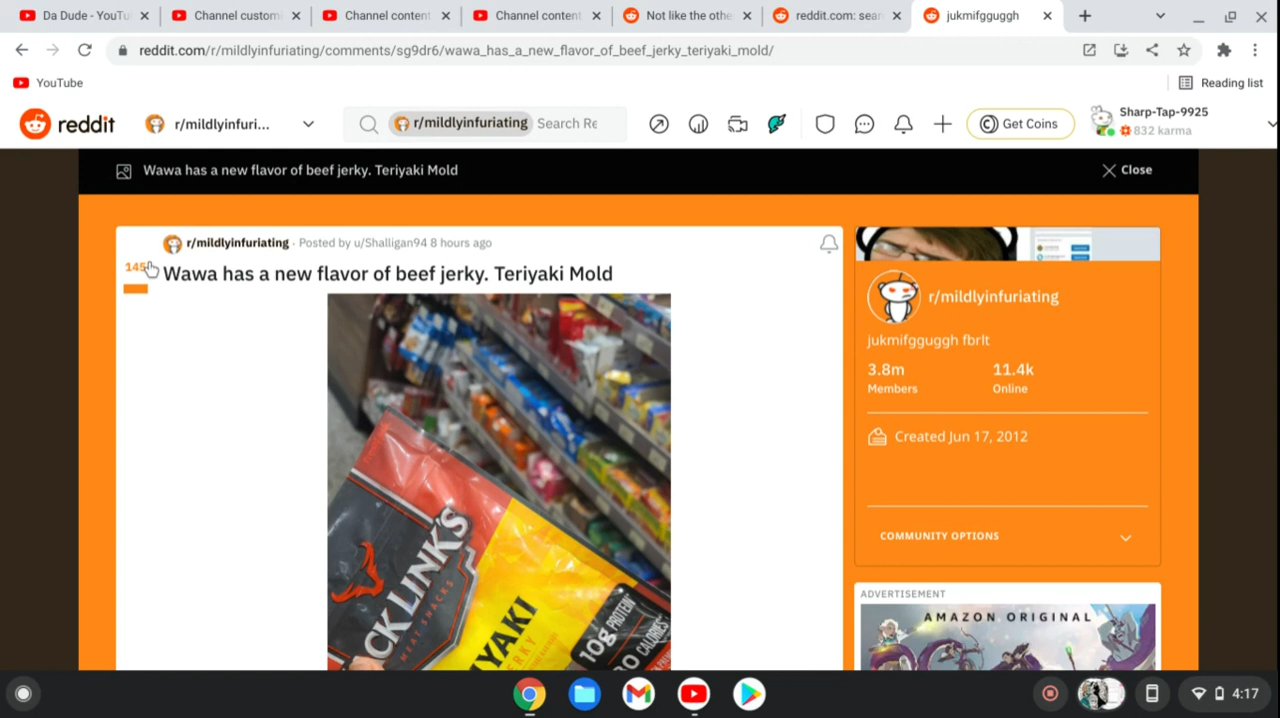 Da Dude - YouTu
Channel customi
Channel content
Channel content
Not like the othe
reddit.com: sear
jukmifgguggh
reddit.com/r/mildlyinfuriating/comments/sg9dr6/wawa_has_a_new_flavor_of_beef_jerky_teriyaki_mold/
YouTube
Reading list
reddit
r/mildlyinfuri...
r/mildlyinfuriating
Search Re
Get Coins
Sharp-Tap-9925
832 karma
Wawa has a new flavor of beef jerky. Teriyaki Mold
Close
r/mildlyinfuriating · Posted by u/Shalligan94 8 hours ago
145
Wawa has a new flavor of beef jerky. Teriyaki Mold
CK LINK'S
MEAT SNACKS
IYAKI
ERKY
10g PROTEIN
CALORIES
r/mildlyinfuriating
jukmifgguggh fbrlt
3.8m
Members
11.4k
Online
Created Jun 17, 2012
COMMUNITY OPTIONS
ADVERTISEMENT
AMAZON ORIGINAL
4:17